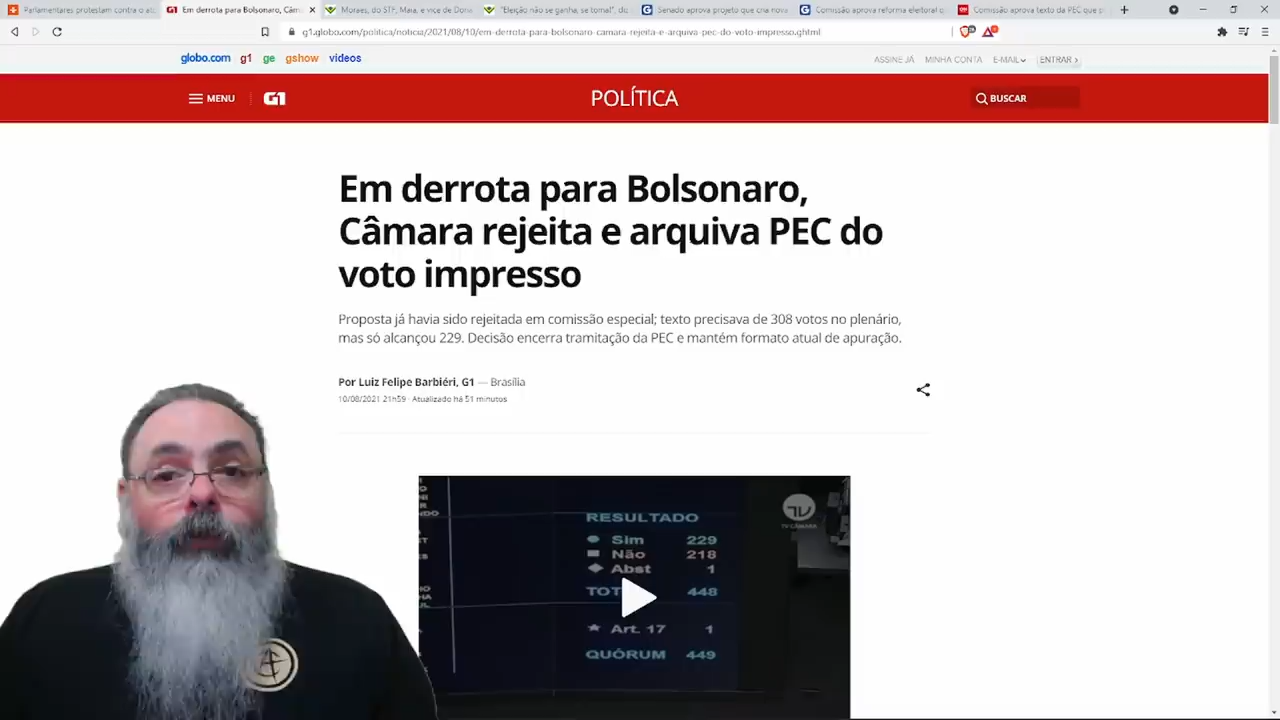 Parlamentares protestam contra o ato
Em derrota para Bolsonaro, Câm
Moraes, do STF, Maia, e vice de Doria
"Eleição não se ganha, se toma", dis
Senado aprova projeto que cria nova
Comissão aprova reforma eleitoral q
Comissão aprova texto da PEC que p
g1.globo.com/politica/noticia/2021/08/10/em-derrota-para-bolsonaro-camara-rejeita-e-arquiva-pec-do-voto-impresso.ghtml
globo.com g1 ge gshow videos
ASSINE JÁ MINHA CONTA E-MAIL ENTRAR ›
MENU G1 POLÍTICA BUSCAR
Em derrota para Bolsonaro,
Câmara rejeita e arquiva PEC do
voto impresso
Proposta já havia sido rejeitada em comissão especial; texto precisava de 308 votos no plenário,
mas só alcançou 229. Decisão encerra tramitação da PEC e mantém formato atual de apuração.
Por Luiz Felipe Barbiéri, G1 — Brasília
10/08/2021 21h59 · Atualizado há 51 minutos
RESULTADO
Sim 229
Não 218
Abst 1
TOT 448
Art. 17 1
QUÓRUM 449
TV CÂMARA